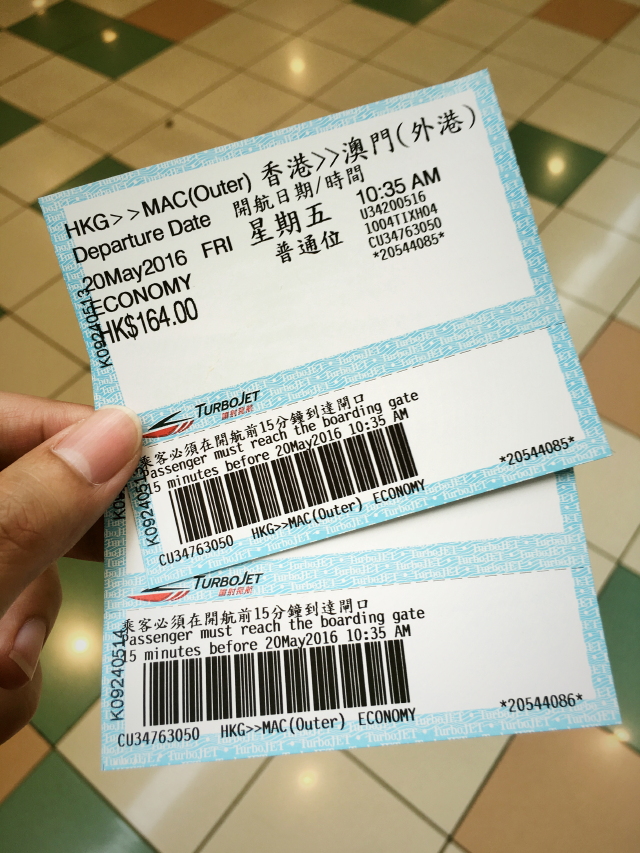 HKG>>MAC(Outer) 香港>>澳門(外港)
Departure Date 開航日期/時間
20May2016 FRI 星期五 10:35 AM
ECONOMY 普通位
HK$164.00
U34200516
1004TIXH04
CU34763050
*20544085*
TURBOJET
噴射飛航
乘客必須在開航前15分鐘到達閘口
Passenger must reach the boarding gate
15 minutes before 20May2016 10:35 AM
CU34763050 HKG>>MAC(Outer) ECONOMY
*20544085*
TURBOJET
噴射飛航
乘客必須在開航前15分鐘到達閘口
Passenger must reach the boarding gate
15 minutes before 20May2016 10:35 AM
K09240514
CU34763050 HKG>>MAC(Outer) ECONOMY
*20544086*